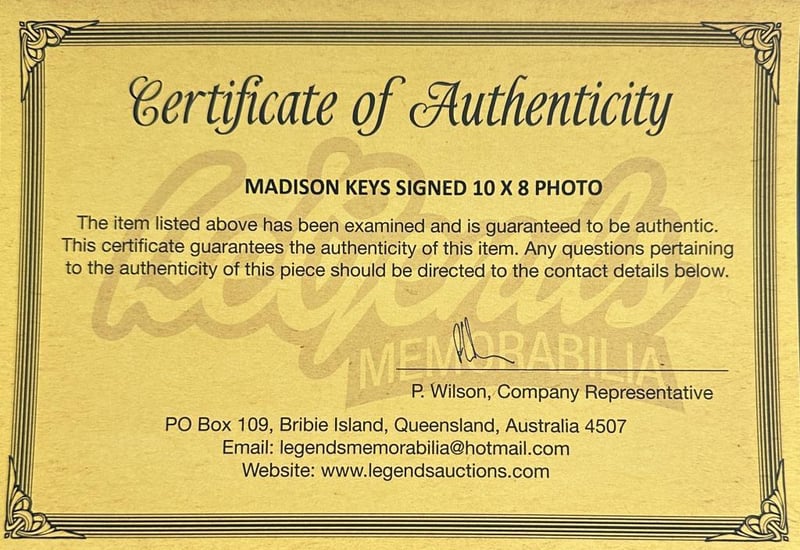 Certificate of Authenticity
MADISON KEYS SIGNED 10 X 8 PHOTO
The item listed above has been examined and is guaranteed to be authentic.
This certificate guarantees the authenticity of this item. Any questions pertaining
to the authenticity of this piece should be directed to the contact details below.
Legends
MEMORABILIA
P. Wilson, Company Representative
PO Box 109, Bribie Island, Queensland, Australia 4507
Email: legendsmemorabilia@hotmail.com
Website: www.legendsauctions.com